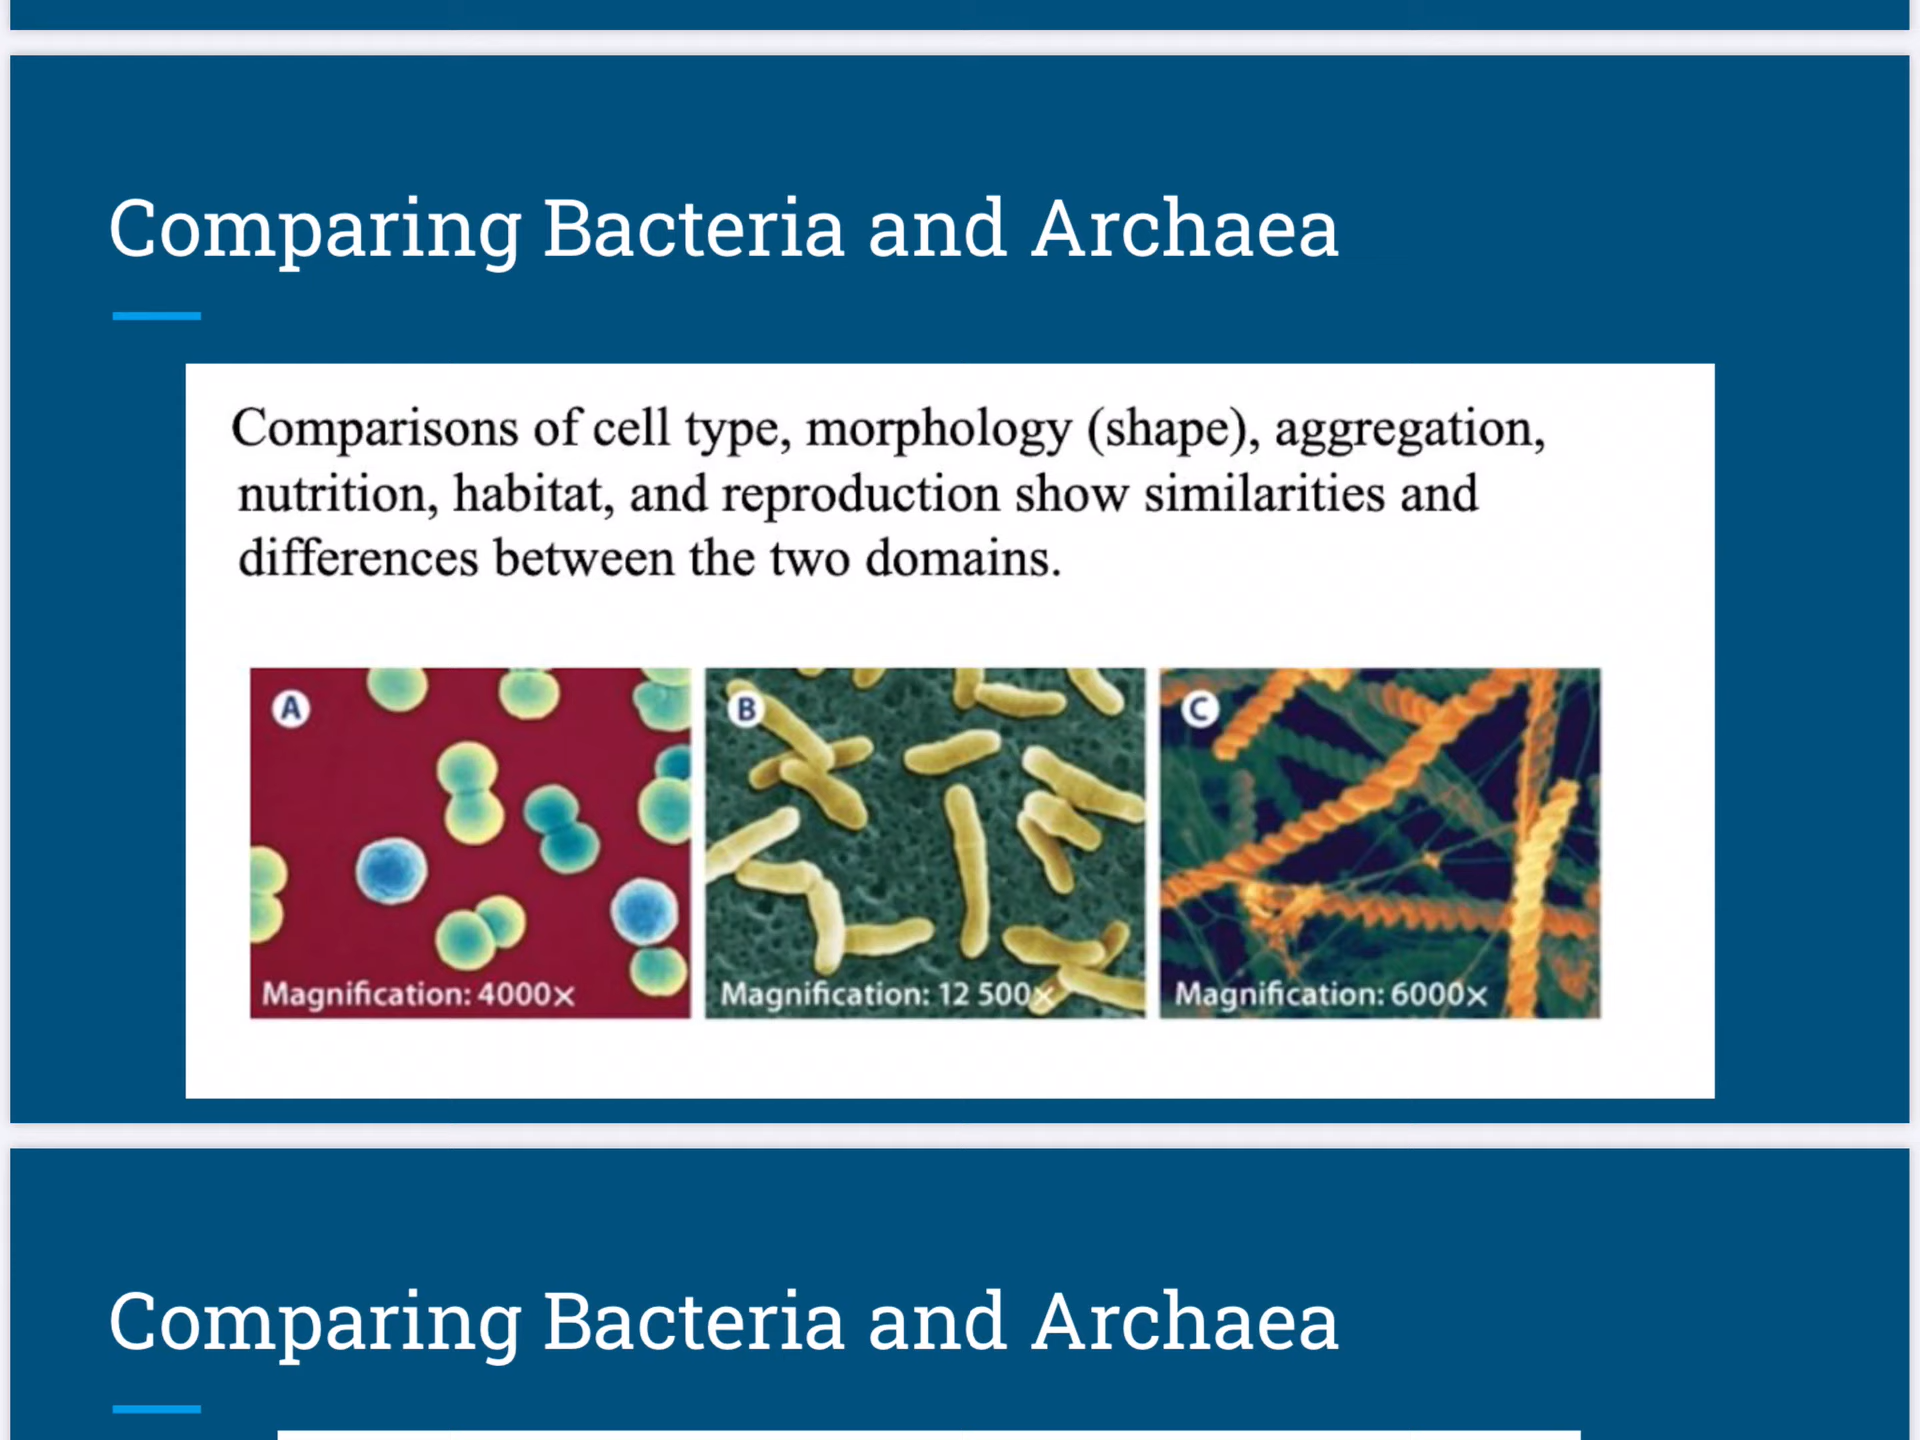 Comparing Bacteria and Archaea
Comparisons of cell type, morphology (shape), aggregation,
nutrition, habitat, and reproduction show similarities and
differences between the two domains.
A
B
C
Magnification: 4000×
Magnification: 12 500×
Magnification: 6000×
Comparing Bacteria and Archaea